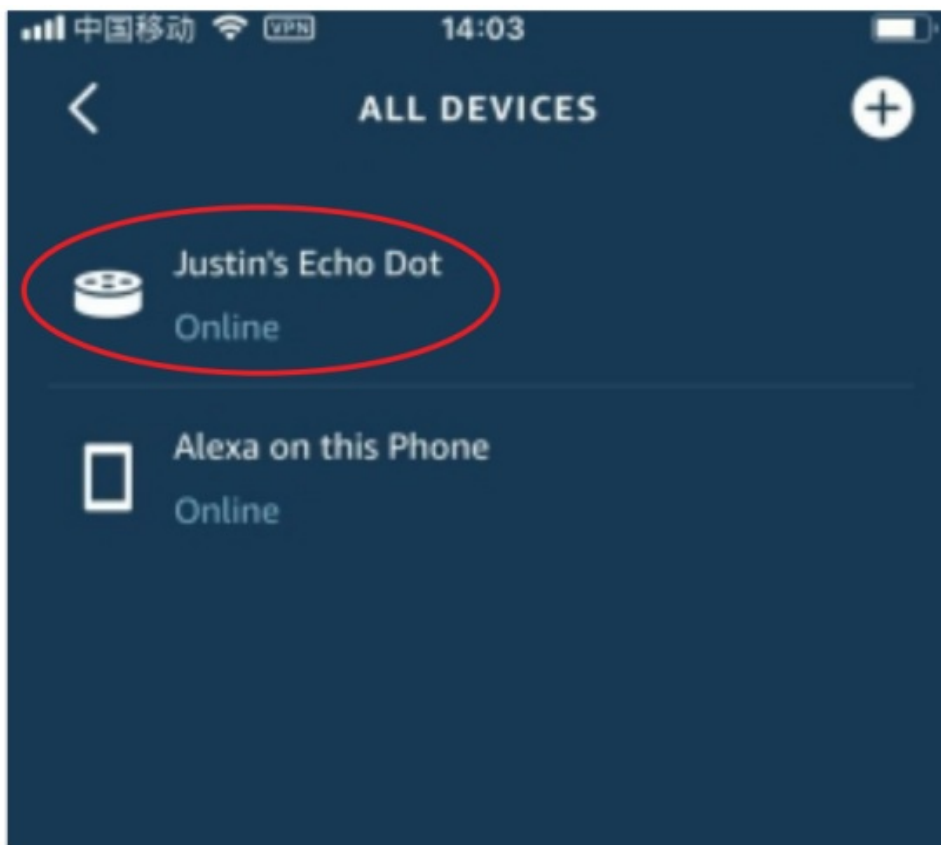 中国移动 VPN 14:03
ALL DEVICES
Justin's Echo Dot
Online
Alexa on this Phone
Online